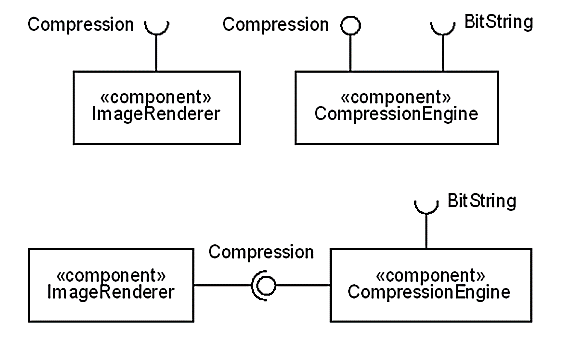 Compression
Compression
BitString
«component»
ImageRenderer
«component»
CompressionEngine
BitString
Compression
«component»
ImageRenderer
«component»
CompressionEngine